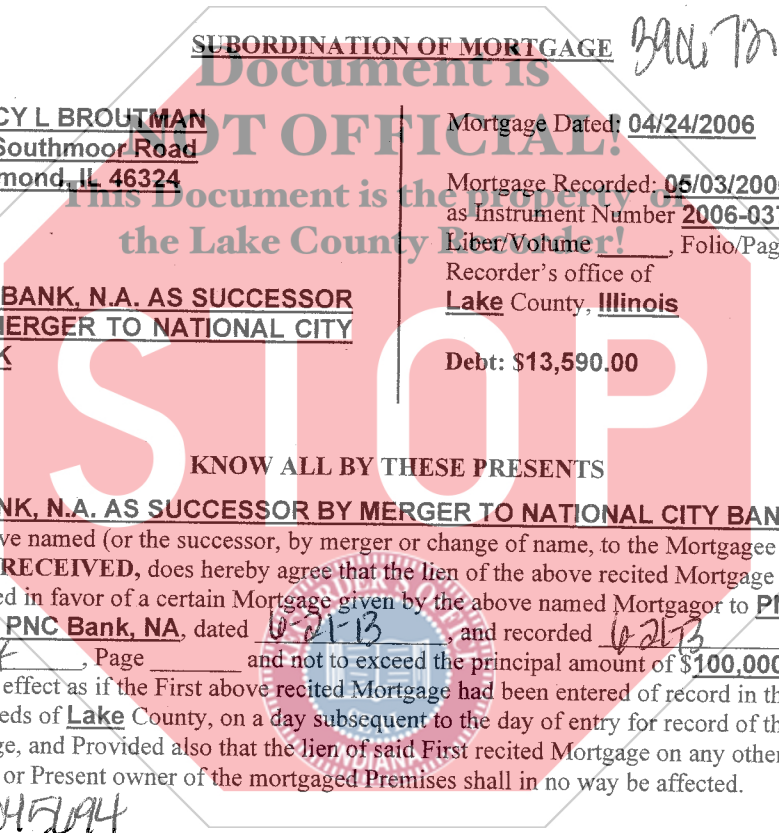 SUBORDINATION OF MORTGAGE
Document is
NOT OFFICIAL!
This Document is the property of
the Lake County Recorder!
STOP
CY L BROUTMAN
Southmoor Road
mond, IL 46324
BANK, N.A. AS SUCCESSOR
MERGER TO NATIONAL CITY
K
Mortgage Dated: 04/24/2006
Mortgage Recorded: 05/03/200
as Instrument Number 2006-037
Liber/Volume ______, Folio/Pag
Recorder's office of
Lake County, Illinois
Debt: $13,590.00
KNOW ALL BY THESE PRESENTS
NK, N.A. AS SUCCESSOR BY MERGER TO NATIONAL CITY BAN
ve named (or the successor, by merger or change of name, to the Mortgagee
RECEIVED, does hereby agree that the lien of the above recited Mortgage
ed in favor of a certain Mortgage given by the above named Mortgagor to P
PNC Bank, NA, dated 6-21-13, and recorded 6-21-13
, Page ________ and not to exceed the principal amount of $100,000
effect as if the First above recited Mortgage had been entered of record in th
eds of Lake County, on a day subsequent to the day of entry for record of th
ge, and Provided also that the lien of said First recited Mortgage on any other
or Present owner of the mortgaged Premises shall in no way be affected.